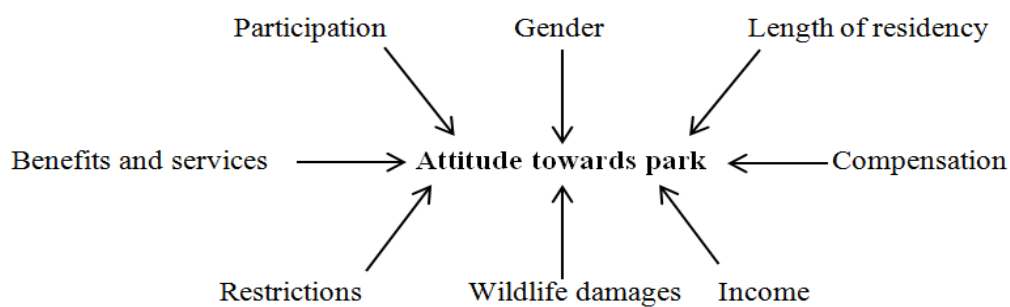 Participation Gender Length of residency
Benefits and services Attitude towards park Compensation
Restrictions Wildlife damages Income